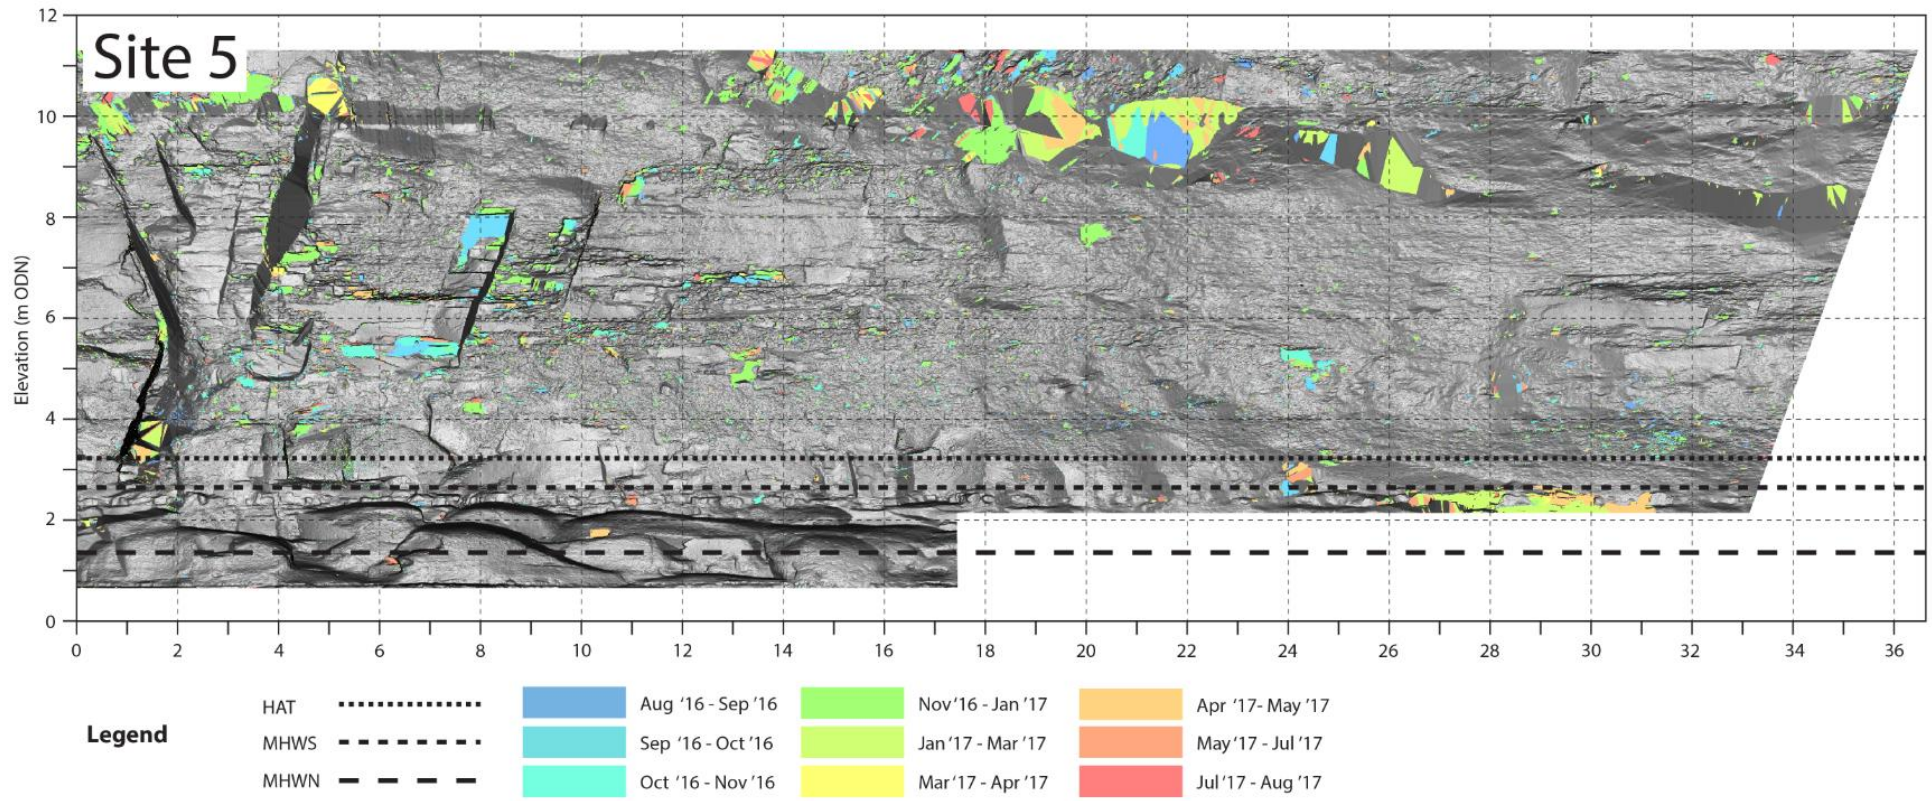 12
Site 5
10
8
6
4
2
0
Elevation (m ODN)
0 2 4 6 8 10 12 14 16 18 20 22 24 26 28 30 32 34 36
Legend
HAT
MHWS
MHWN
Aug '16 - Sep '16
Sep '16 - Oct '16
Oct '16 - Nov '16
Nov '16 - Jan '17
Jan '17 - Mar '17
Mar '17 - Apr '17
Apr '17- May '17
May '17 - Jul '17
Jul '17 - Aug '17